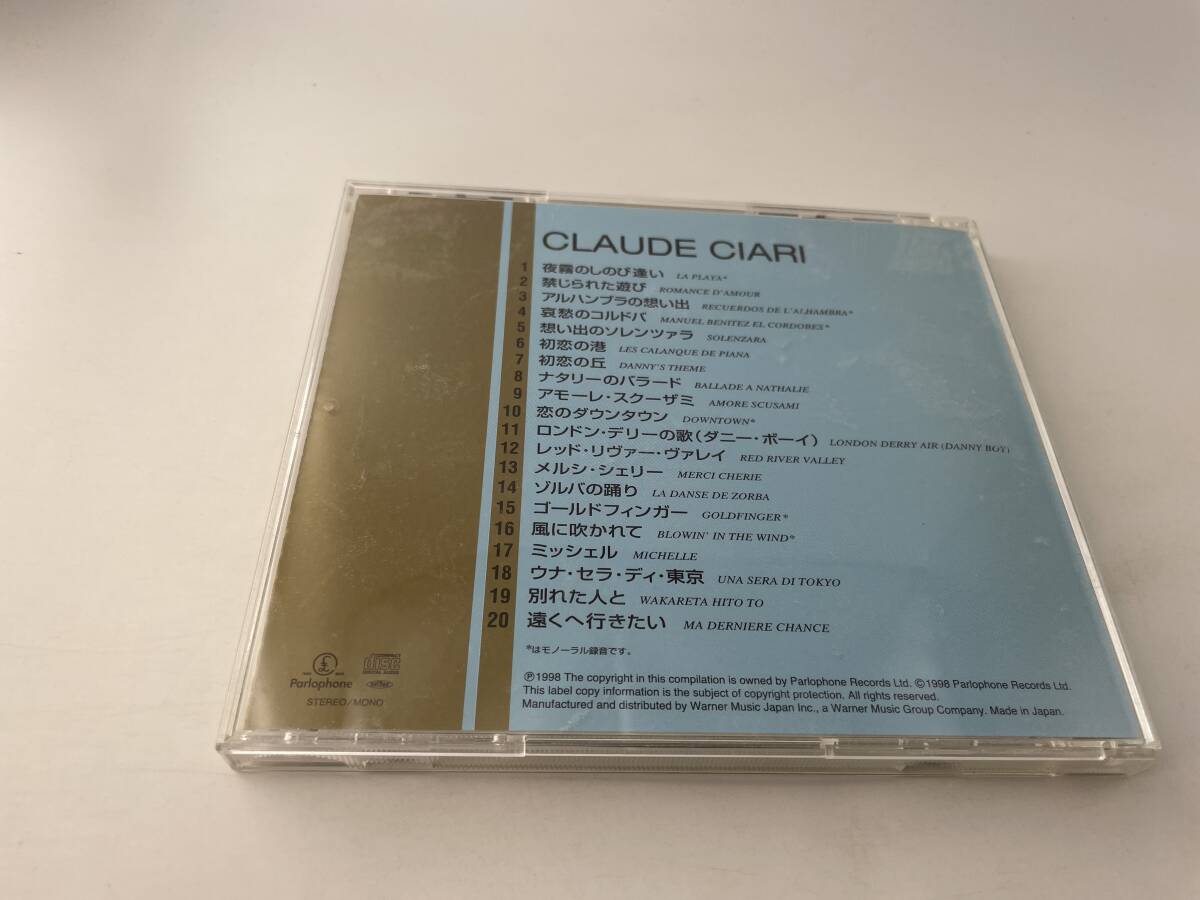 CLAUDE CIARI
1 夜霧のしのび逢い LA PLAYA*
2 禁じられた遊び ROMANCE D'AMOUR
3 アルハンブラの想い出 RECUERDOS DE L'ALHAMBRA*
4 哀愁のコルドバ MANUEL BENITEZ EL CORDOBES*
5 想い出のソレンツァラ SOLENZARA
6 初恋の港 LES CALANQUE DE PIANA
7 初恋の丘 DANNY'S THEME
8 ナタリーのバラード BALLADE A NATHALIE
9 アモーレ・スクーザミ AMORE SCUSAMI
10 恋のダウンタウン DOWNTOWN*
11 ロンドン・デリーの歌(ダニー・ボーイ) LONDON DERRY AIR (DANNY BOY)
12 レッド・リヴァー・ヴァレイ RED RIVER VALLEY
13 メルシ・シェリー MERCI CHERIE
14 ゾルバの踊り LA DANSE DE ZORBA
15 ゴールドフィンガー GOLDFINGER*
16 風に吹かれて BLOWIN' IN THE WIND*
17 ミッシェル MICHELLE
18 ウナ・セラ・ディ・東京 UNA SERA DI TOKYO
19 別れた人と WAKARETA HITO TO
20 遠くへ行きたい MA DERNIERE CHANCE
*はモノーラル録音です。
℗1998 The copyright in this compilation is owned by Parlophone Records Ltd. ©1998 Parlophone Records Ltd.
This label copy information is the subject of copyright protection. All rights reserved.
Manufactured and distributed by Warner Music Japan Inc., a Warner Music Group Company. Made in Japan.
£
Parlophone
COMPACT
disc
DIGITAL AUDIO
STEREO/MONO